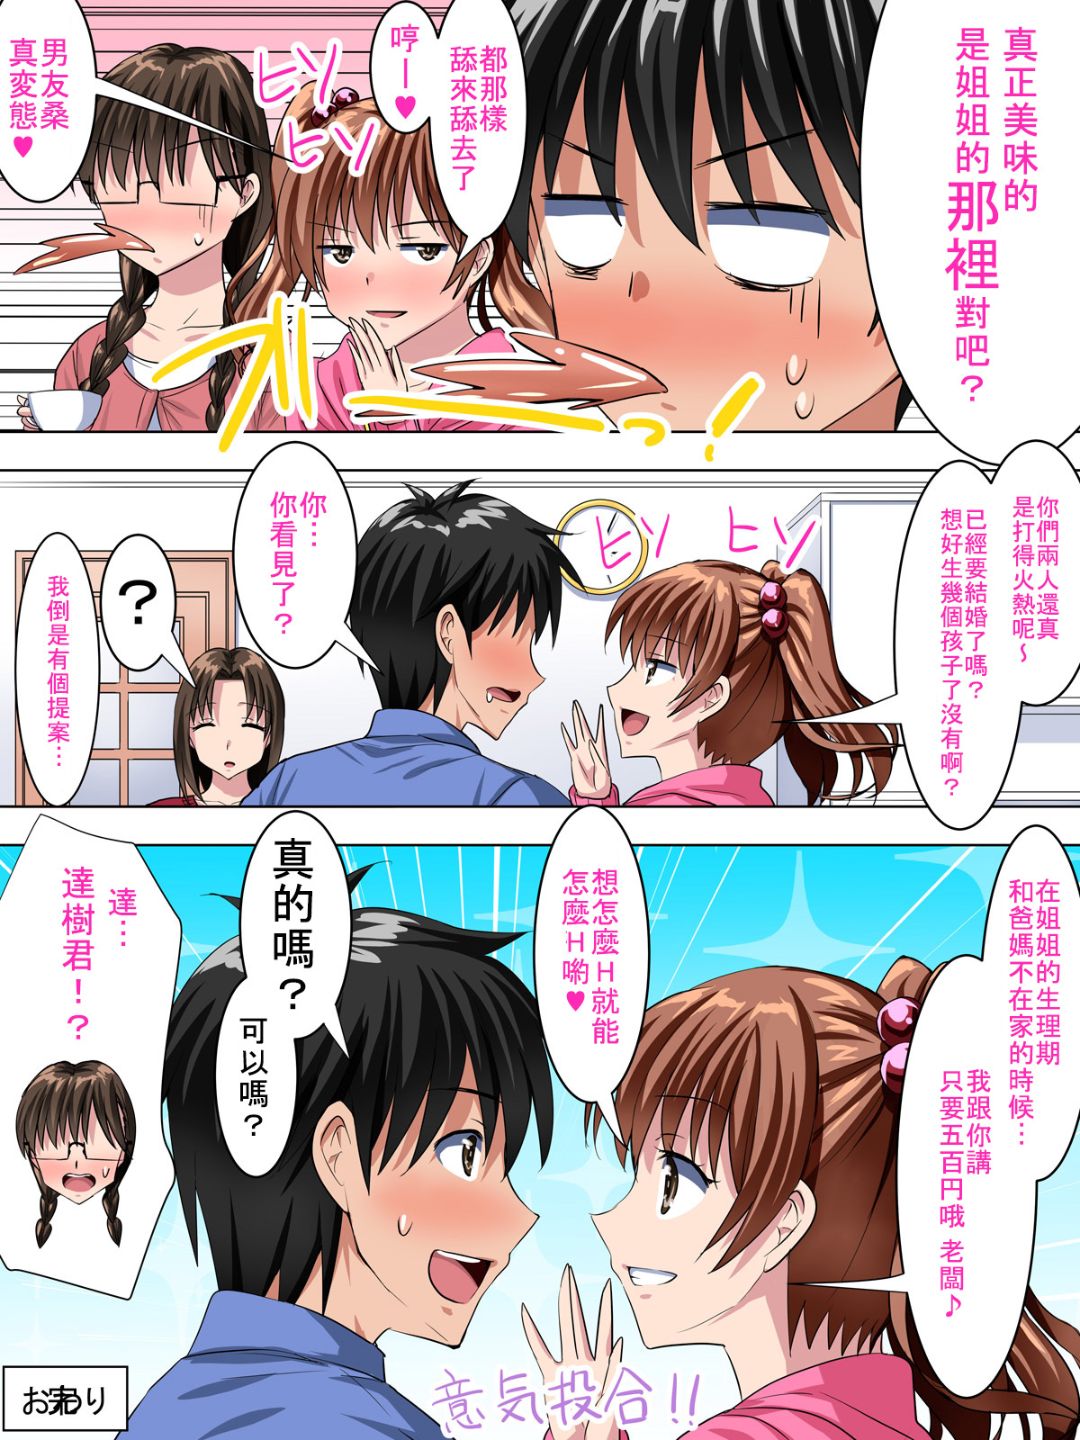 真正美味的
是姐姐的那裡對吧？
都那樣
舔來舔去了
哼ー♥
ヒソ
ヒソ
男友桑
真変態♥
オーーっ！
你們兩人還真
是打得火熱呢～
已經要結婚了嗎？
想好生幾個孩子了沒有啊？
ヒソ
ヒソ
你…
你看見了？
？
我倒是有個提案…
在姐姐的生理期
和爸媽不在家的時候…
我跟你講
只要五百円哦 老闆♪
想怎麼H就能
怎麼H喲♥
真的嗎？
可以嗎？
達…
達樹君！？
意気投合!!